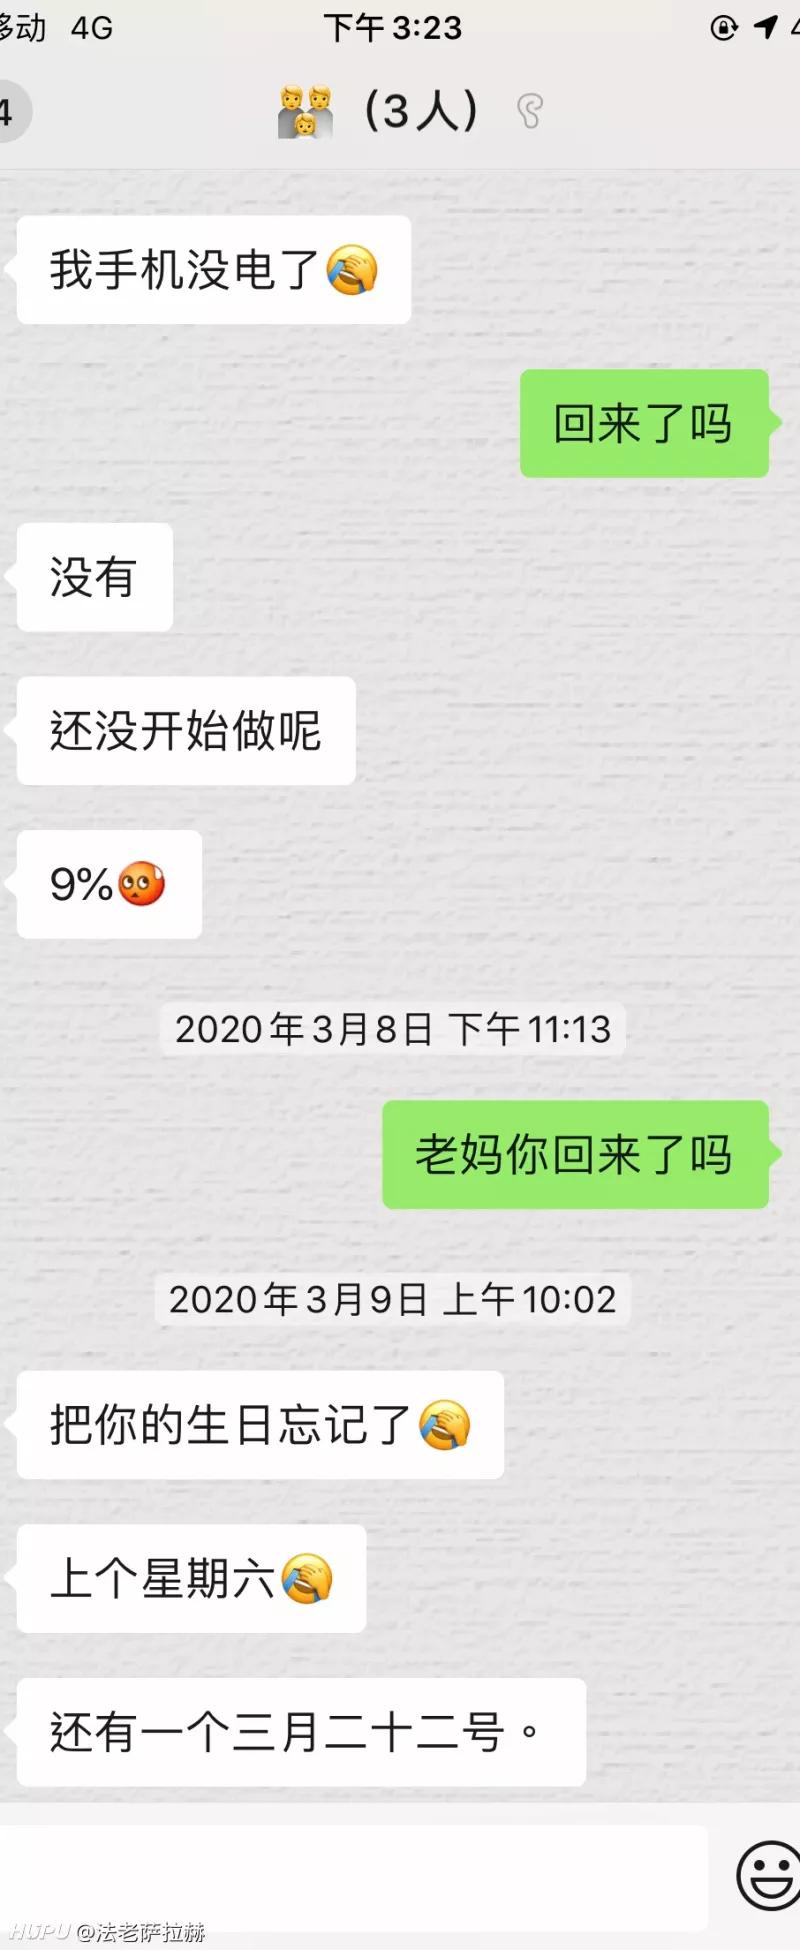 移动 4G 下午3:23 4
4 (3人)
我手机没电了🤦
回来了吗
没有
还没开始做呢
9%
2020年3月8日 下午11:13
老妈你回来了吗
2020年3月9日 上午10:02
把你的生日忘记了
上个星期六
还有一个三月二十二号。
HUPU @法老萨拉赫